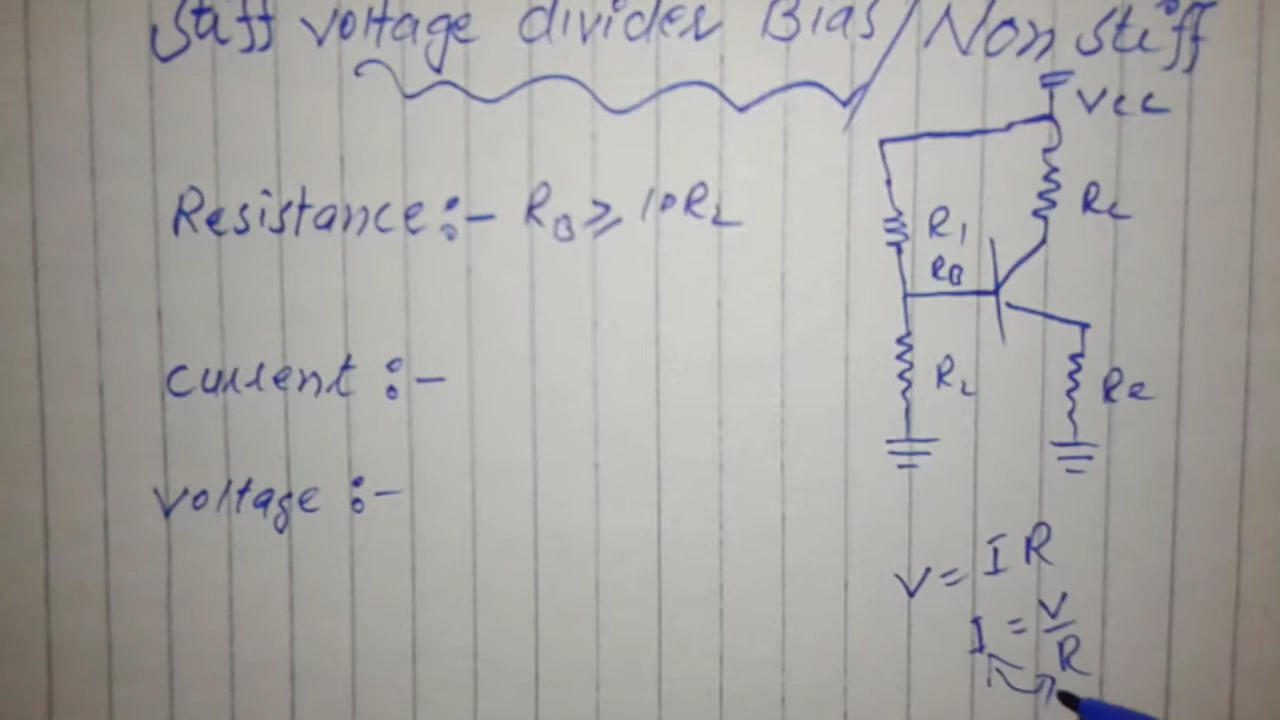 Stiff voltage divider Bias/Non stiff
Vcc
Resistance :- RB ≥ 10R2
R1
Rc
RB
current :-
R2
Re
voltage :-
V = IR
I = V/R